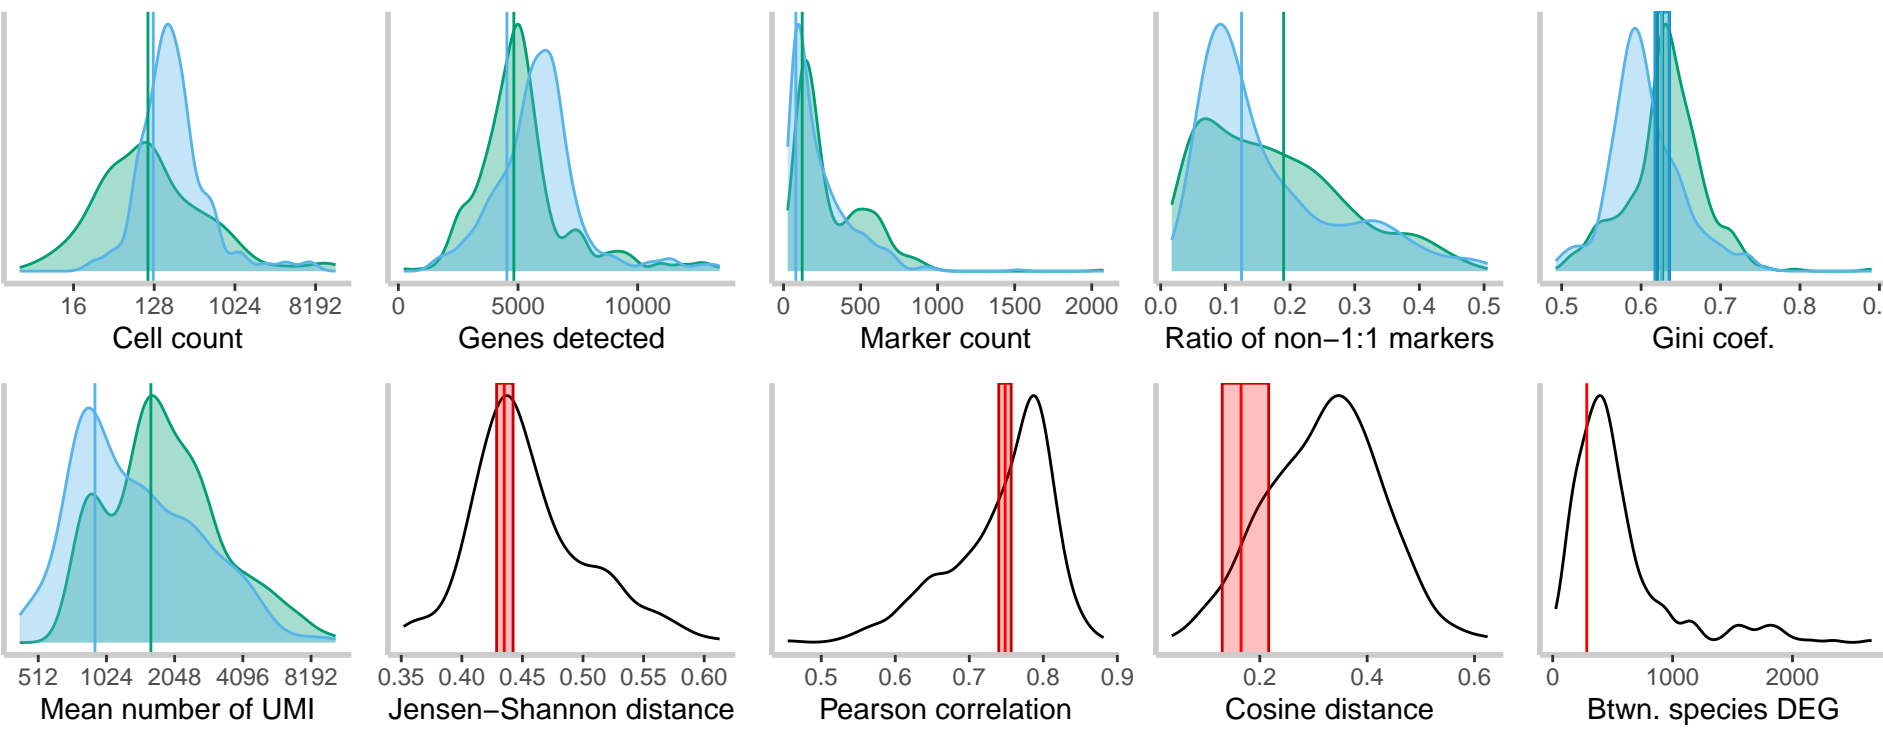 16 128 1024 8192
Cell count
0 5000 10000
Genes detected
0 500 1000 1500 2000
Marker count
0.0 0.1 0.2 0.3 0.4 0.5
Ratio of non−1:1 markers
0.5 0.6 0.7 0.8 0.
Gini coef.
512 1024 2048 4096 8192
Mean number of UMI
0.35 0.40 0.45 0.50 0.55 0.60
Jensen−Shannon distance
0.5 0.6 0.7 0.8 0.9
Pearson correlation
0.2 0.4 0.6
Cosine distance
0 1000 2000
Btwn. species DEG